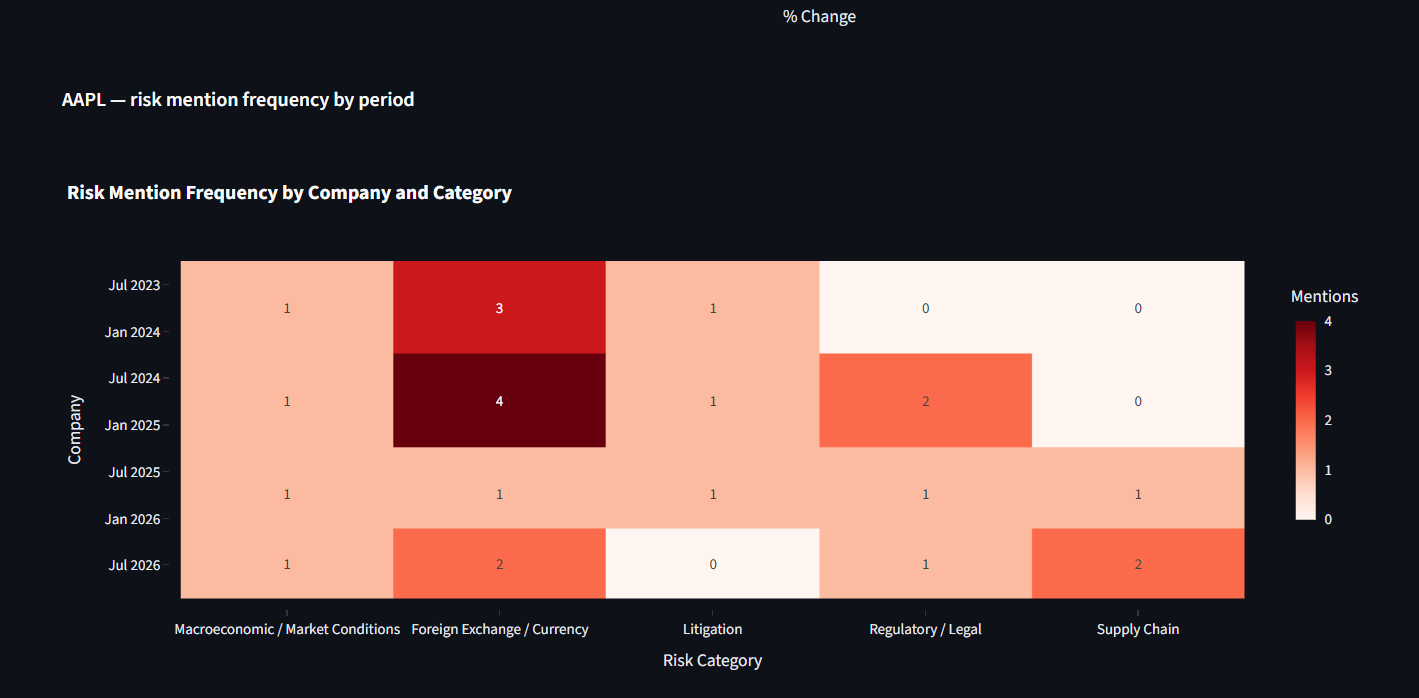 % Change
AAPL — risk mention frequency by period
Risk Mention Frequency by Company and Category
Company
Jul 2023
Jan 2024
Jul 2024
Jan 2025
Jul 2025
Jan 2026
Jul 2026
1 3 1 0 0
1 4 1 2 0
1 1 1 1 1
1 2 0 1 2
Macroeconomic / Market Conditions Foreign Exchange / Currency Litigation Regulatory / Legal Supply Chain
Risk Category
Mentions
4
3
2
1
0